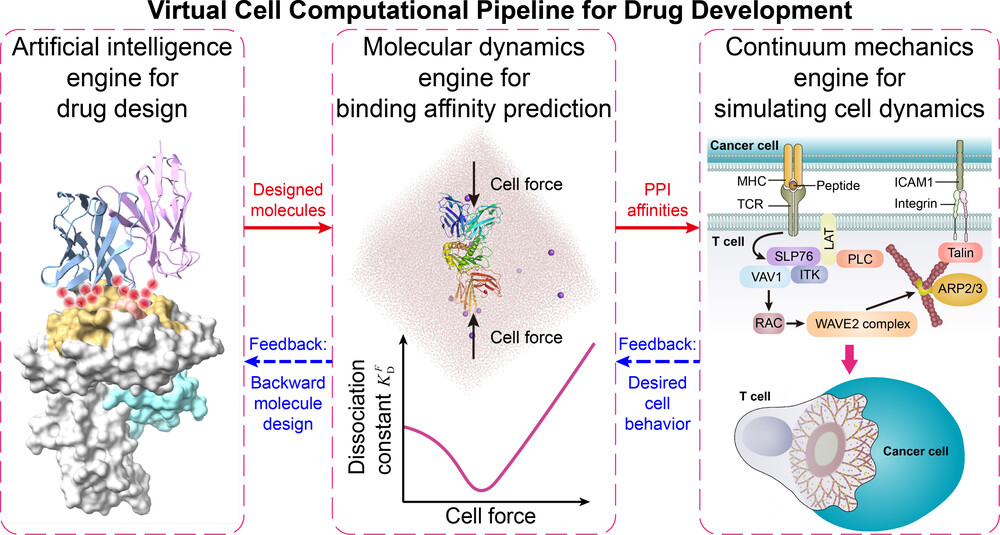 Virtual Cell Computational Pipeline for Drug Development
Artificial intelligence
engine for
drug design
Designed
molecules
Feedback:
Backward
molecule
design
Molecular dynamics
engine for
binding affinity prediction
Cell force
Cell force
Dissociation
constant K_D^F
Cell force
PPI
affinities
Feedback:
Desired
cell
behavior
Continuum mechanics
engine for
simulating cell dynamics
Cancer cell
MHC
Peptide
TCR
ICAM1
Integrin
T cell
LAT
SLP76
PLC
Talin
VAV1
ITK
ARP2/3
RAC
WAVE2 complex
T cell
Cancer cell